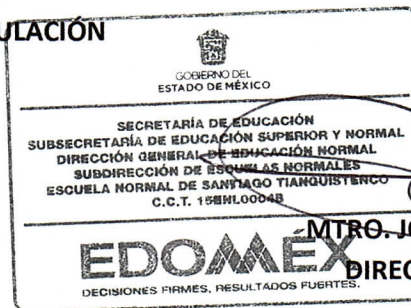 ULACIÓN
GOBIERNO DEL
ESTADO DE MÉXICO
SECRETARÍA DE EDUCACIÓN
SUBSECRETARÍA DE EDUCACIÓN SUPERIOR Y NORMAL
DIRECCIÓN GENERAL DE EDUCACIÓN NORMAL
SUBDIRECCIÓN DE ESCUELAS NORMALES
ESCUELA NORMAL DE SANTIAGO TIANGUISTENCO
C.C.T. 15ENL0004B
MTRO. J
EDOMÉX
DIREC
DECISIONES FIRMES, RESULTADOS FUERTES.